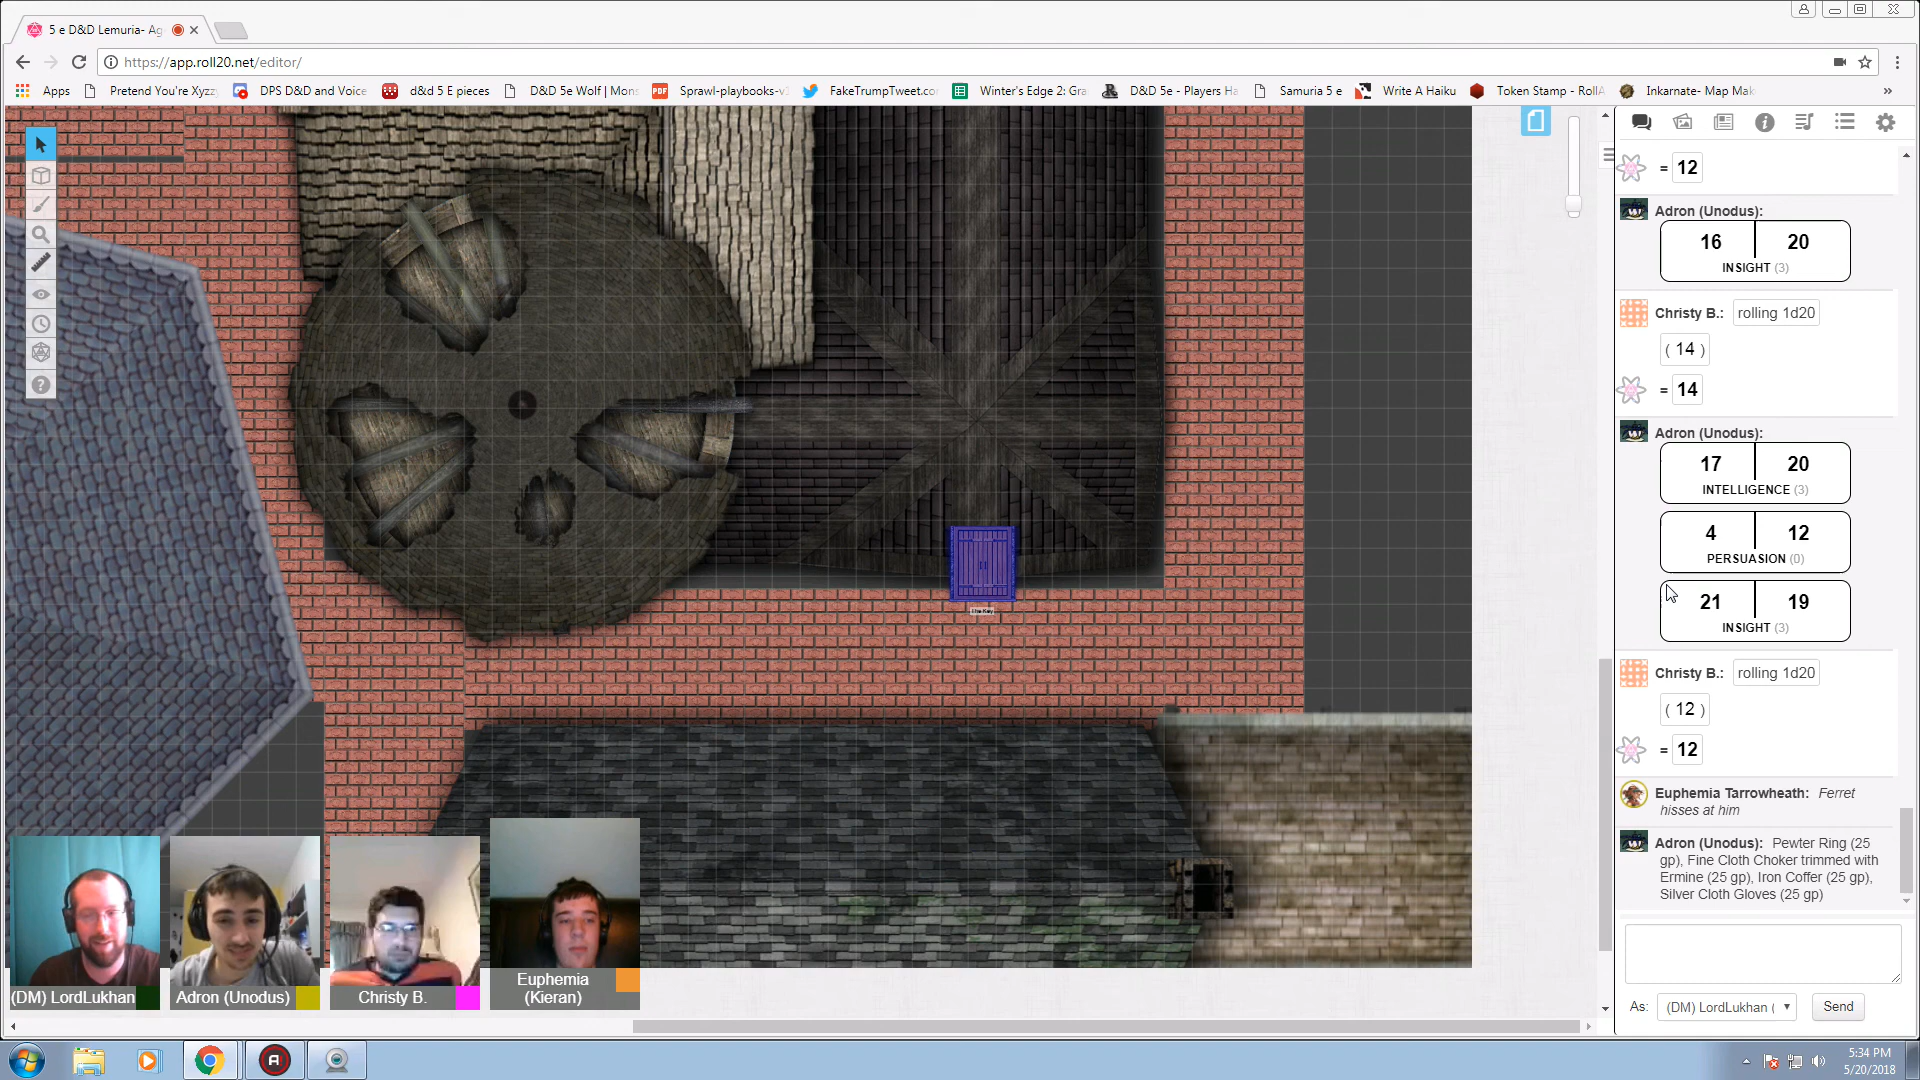 5 e D&D Lemuria- Ag
https://app.roll20.net/editor/
Apps
Pretend You're Xyzzy
DPS D&D and Voice
d&d 5 E pieces
D&D 5e Wolf | Mons
Sprawl-playbooks-v
FakeTrumpTweet.co
Winter's Edge 2: Gra
D&D 5e - Players Ha
Samuria 5 e
Write A Haiku
Token Stamp - RollA
Inkarnate- Map Mak
»
= 12
Adron (Unodus):
16 20
INSIGHT (3)
Christy B.: rolling 1d20
( 14 )
= 14
Adron (Unodus):
17 20
INTELLIGENCE (3)
4 12
PERSUASION (0)
21 19
INSIGHT (3)
Christy B.: rolling 1d20
( 12 )
= 12
Euphemia Tarrowheath: Ferret
hisses at him
Adron (Unodus): Pewter Ring (25
gp), Fine Cloth Choker trimmed with
Ermine (25 gp), Iron Coffer (25 gp),
Silver Cloth Gloves (25 gp)
As: (DM) LordLukhan (
Send
The Key
(DM) LordLukhan
Adron (Unodus)
Christy B.
Euphemia
(Kieran)
5:34 PM
5/20/2018